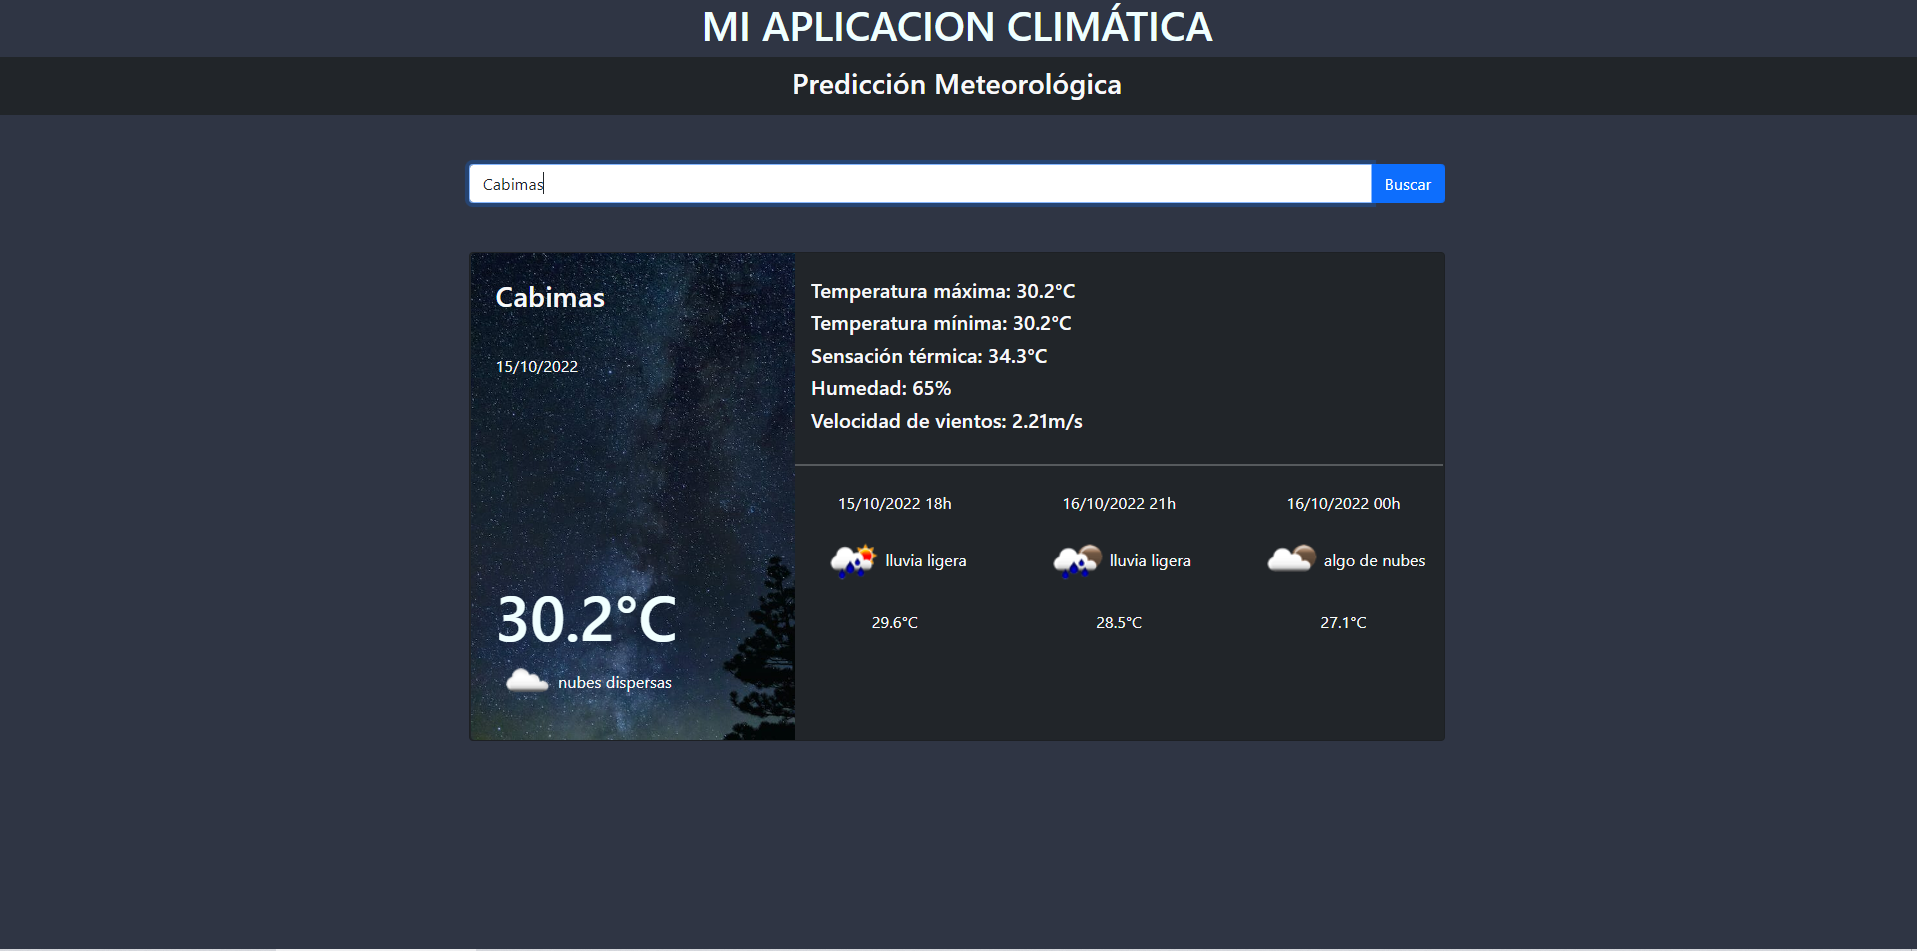 MI APLICACION CLIMÁTICA
Predicción Meteorológica
Cabimas
Buscar
Cabimas
15/10/2022
30.2°C
nubes dispersas
Temperatura máxima: 30.2°C
Temperatura mínima: 30.2°C
Sensación térmica: 34.3°C
Humedad: 65%
Velocidad de vientos: 2.21m/s
15/10/2022 18h
lluvia ligera
29.6°C
16/10/2022 21h
lluvia ligera
28.5°C
16/10/2022 00h
algo de nubes
27.1°C